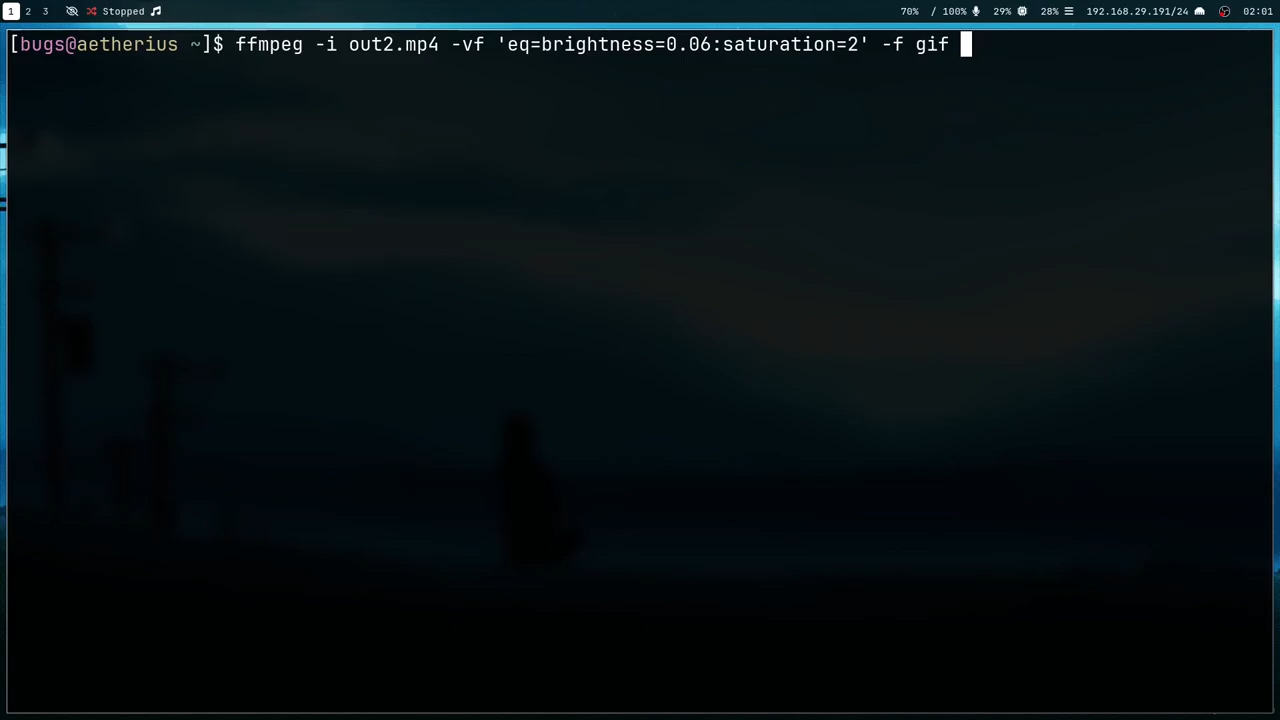 1 2 3 Stopped 70% / 100% 29% 28% 192.168.29.191/24 02:01
[bugs@aetherius ~]$ ffmpeg -i out2.mp4 -vf 'eq=brightness=0.06:saturation=2' -f gif